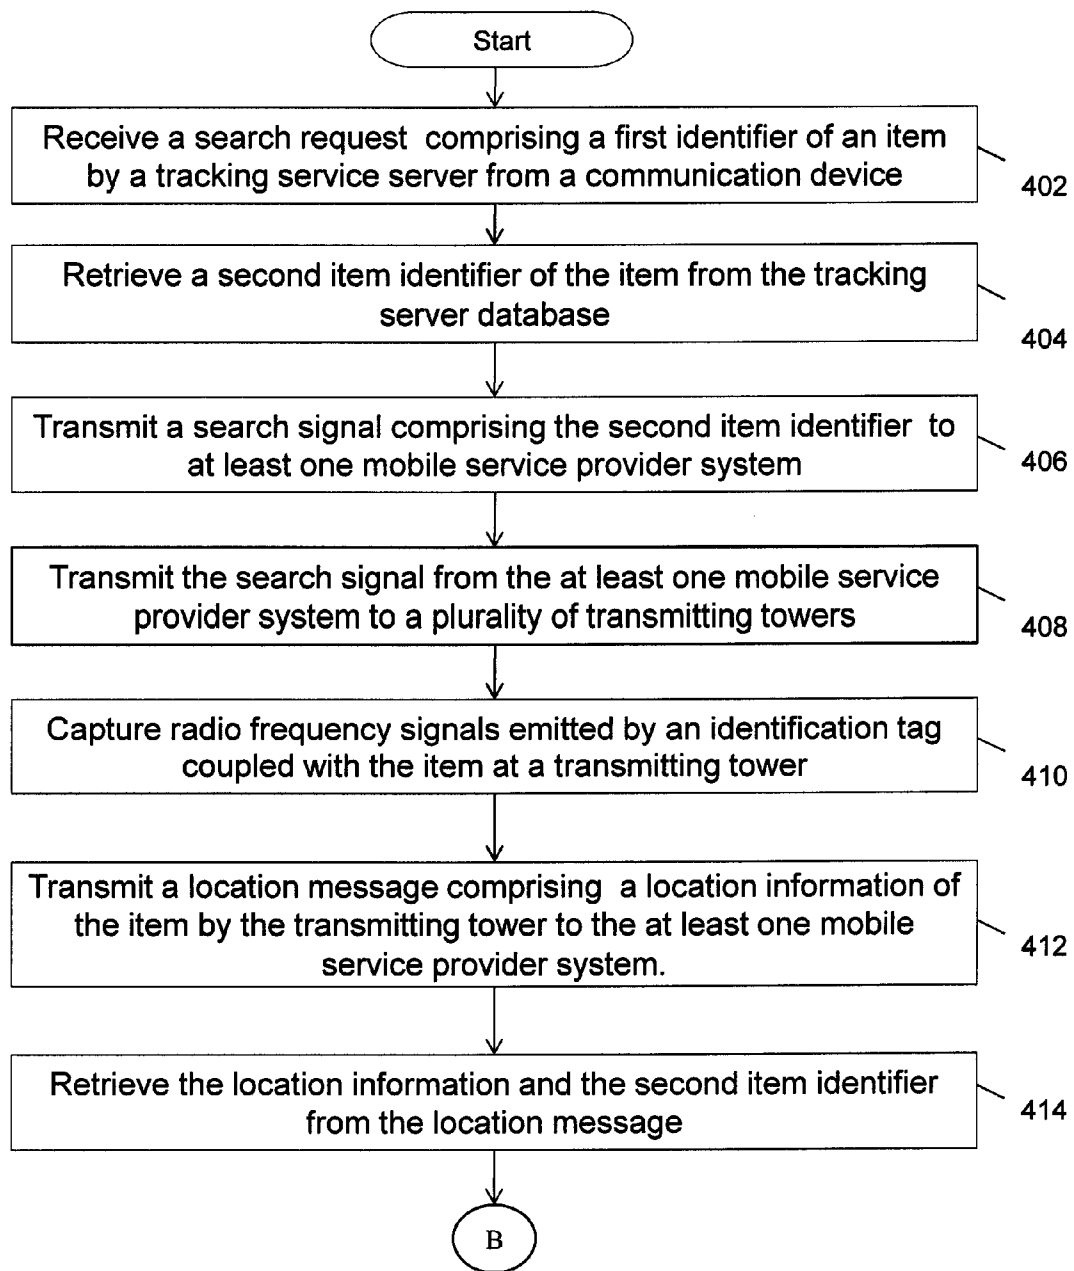 Start
Receive a search request comprising a first identifier of an item
by a tracking service server from a communication device
402
Retrieve a second item identifier of the item from the tracking
server database
404
Transmit a search signal comprising the second item identifier to
at least one mobile service provider system
406
Transmit the search signal from the at least one mobile service
provider system to a plurality of transmitting towers
408
Capture radio frequency signals emitted by an identification tag
coupled with the item at a transmitting tower
410
Transmit a location message comprising a location information of
the item by the transmitting tower to the at least one mobile
service provider system.
412
Retrieve the location information and the second item identifier
from the location message
414
B